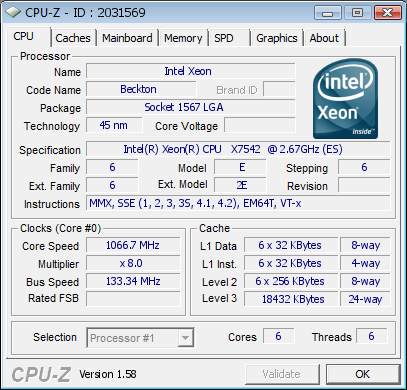 CPU-Z - ID : 2031569
CPU Caches Mainboard Memory SPD Graphics About
Processor
Name Intel Xeon
Code Name Beckton Brand ID
Package Socket 1567 LGA
Technology 45 nm Core Voltage
intel
Xeon
inside™
Specification Intel(R) Xeon(R) CPU X7542 @ 2.67GHz (ES)
Family 6 Model E Stepping 6
Ext. Family 6 Ext. Model 2E Revision
Instructions MMX, SSE (1, 2, 3, 3S, 4.1, 4.2), EM64T, VT-x
Clocks (Core #0)
Core Speed 1066.7 MHz
Multiplier x 8.0
Bus Speed 133.34 MHz
Rated FSB
Cache
L1 Data 6 x 32 KBytes 8-way
L1 Inst. 6 x 32 KBytes 4-way
Level 2 6 x 256 KBytes 8-way
Level 3 18432 KBytes 24-way
Selection Processor #1 Cores 6 Threads 6
CPU-Z Version 1.58 Validate OK